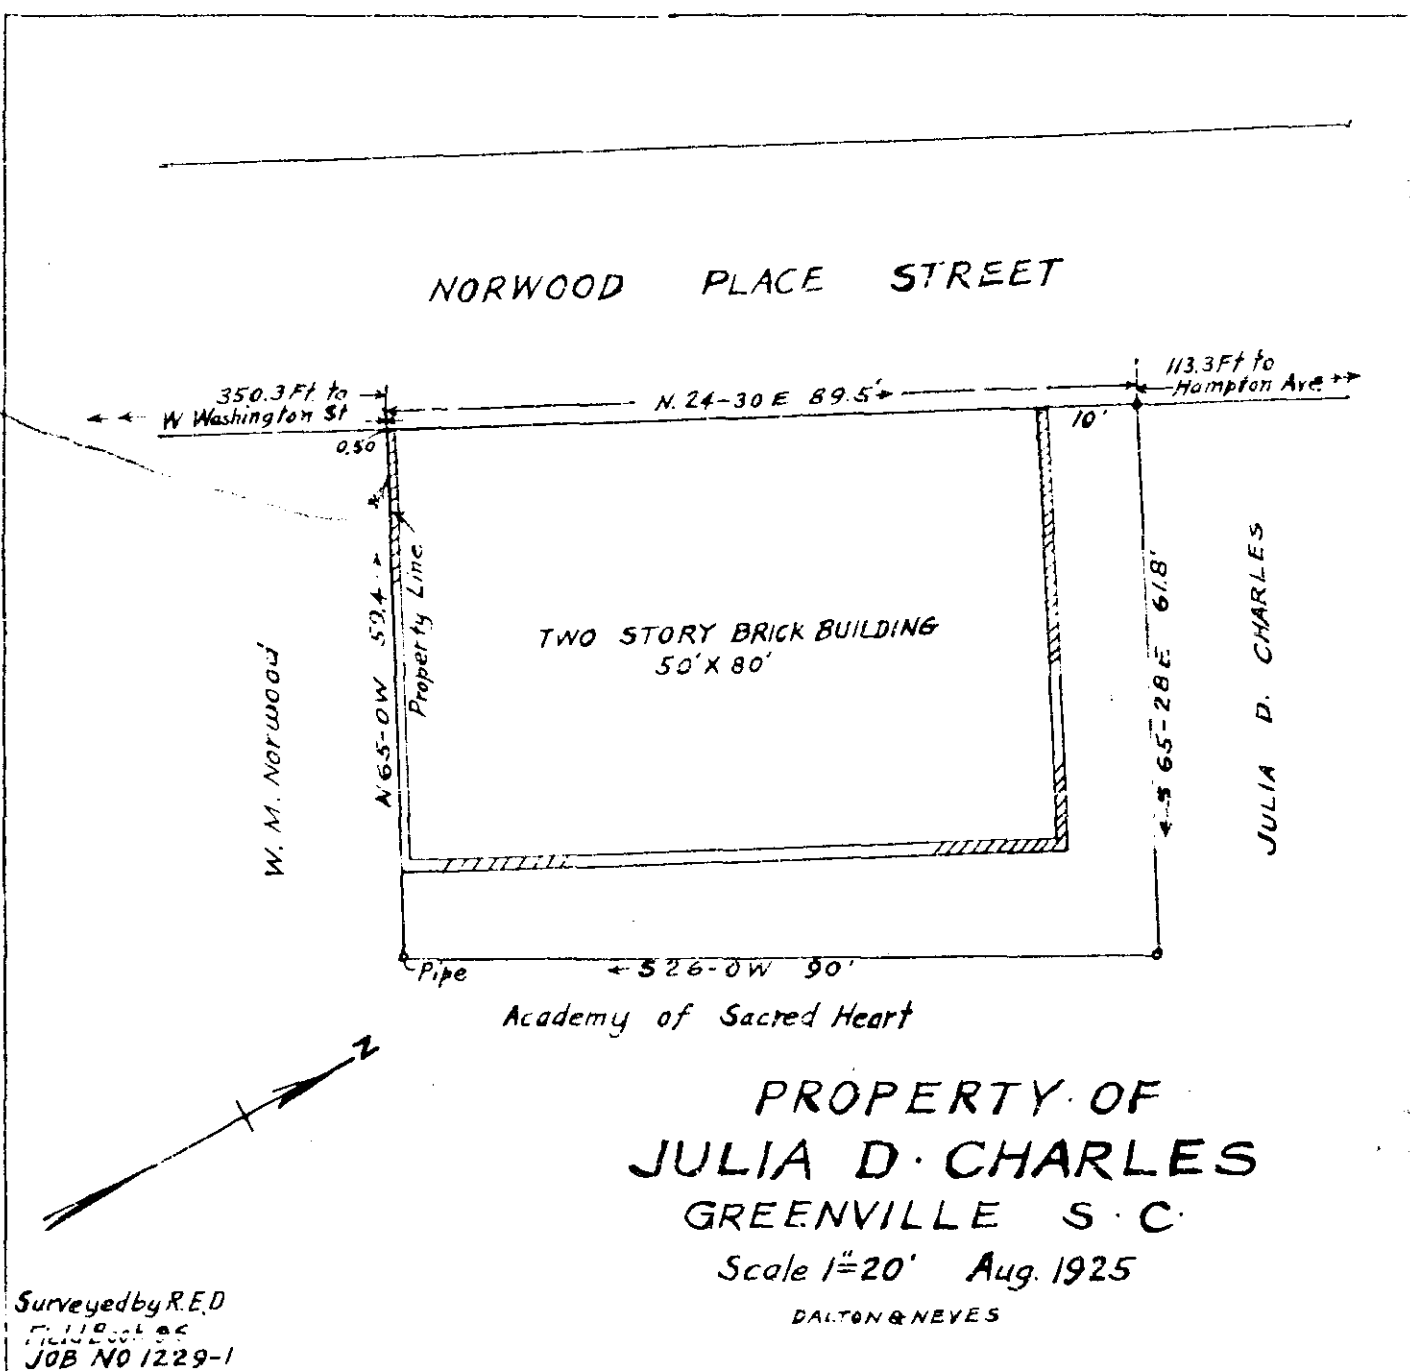 NORWOOD PLACE STREET
350.3 Ft. to
W Washington St
N. 24-30 E 89.5'
113.3 Ft to
Hampton Ave.
0.50
10'
N 65-0 W 59.4
Property Line
TWO STORY BRICK BUILDING
50' X 80'
S 65-28 E 61.8'
W. M. Norwood
JULIA D. CHARLES
Pipe
S 26-0 W 90'
Academy of Sacred Heart
N
PROPERTY OF
JULIA D. CHARLES
GREENVILLE S. C.
Scale 1"=20' Aug. 1925
DALTON & NEVES
Surveyed by R.E.D
Field Book
JOB NO 1229-1